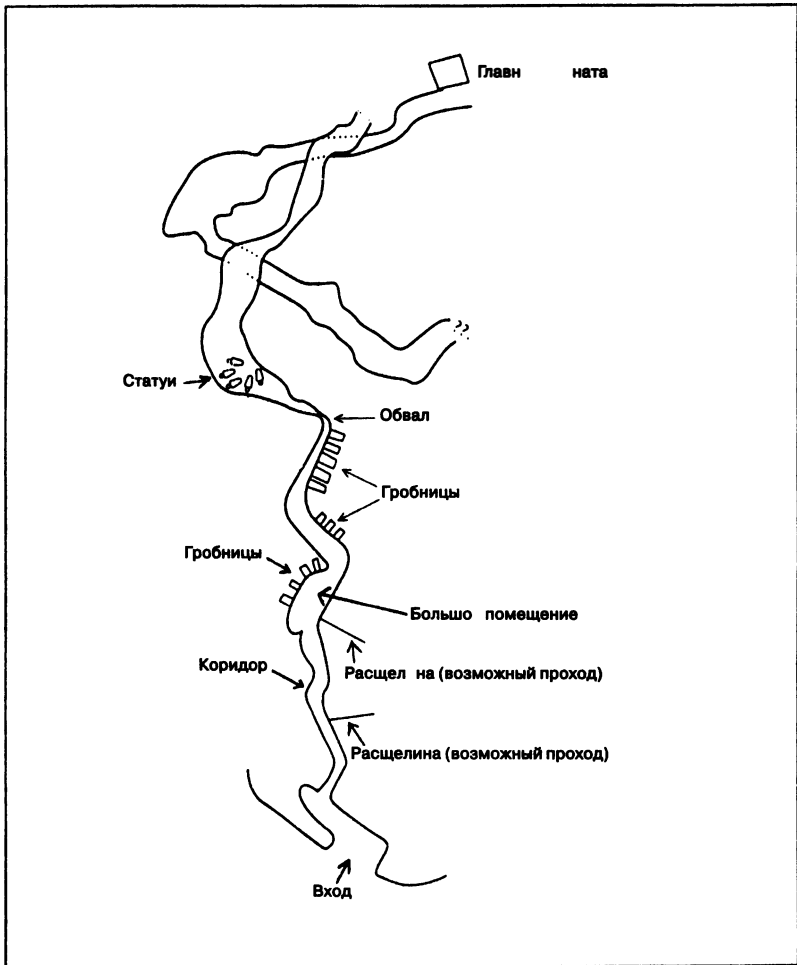 Главн ната
Статуи
Обвал
Гробницы
Гробницы
Большо помещение
Коридор
Расщел на (возможный проход)
Расщелина (возможный проход)
Вход